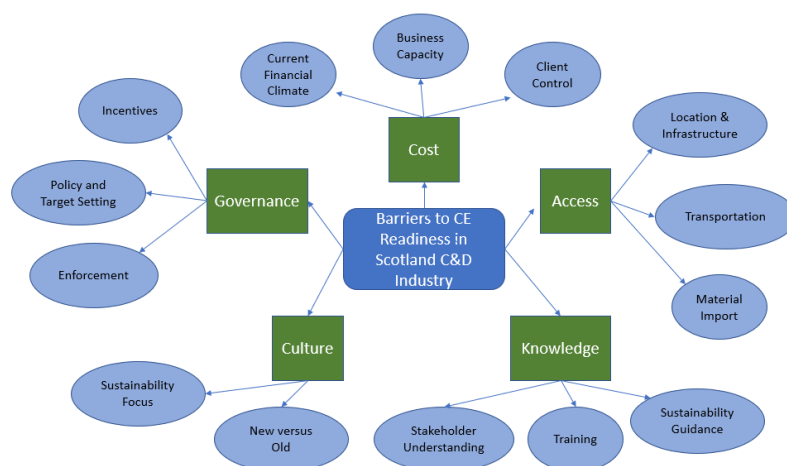 Business
Capacity
Current
Financial
Climate
Client
Control
Cost
Incentives
Policy and
Target Setting
Enforcement
Governance
Barriers to CE
Readiness in
Scotland C&D
Industry
Access
Location &
Infrastructure
Transportation
Material
Import
Culture
Sustainability
Focus
New versus
Old
Knowledge
Stakeholder
Understanding
Training
Sustainability
Guidance